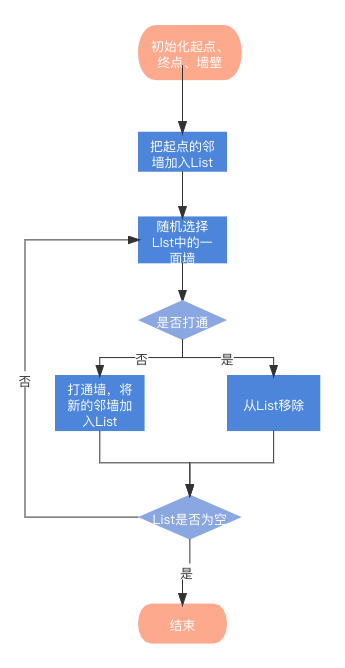 初始化起点、
终点、墙壁
把起点的邻
墙加入List
随机选择
LIst中的一
面墙
是否打通
否
是
打通墙，将
新的邻墙加
入List
从List移除
否
List是否为空
是
结束